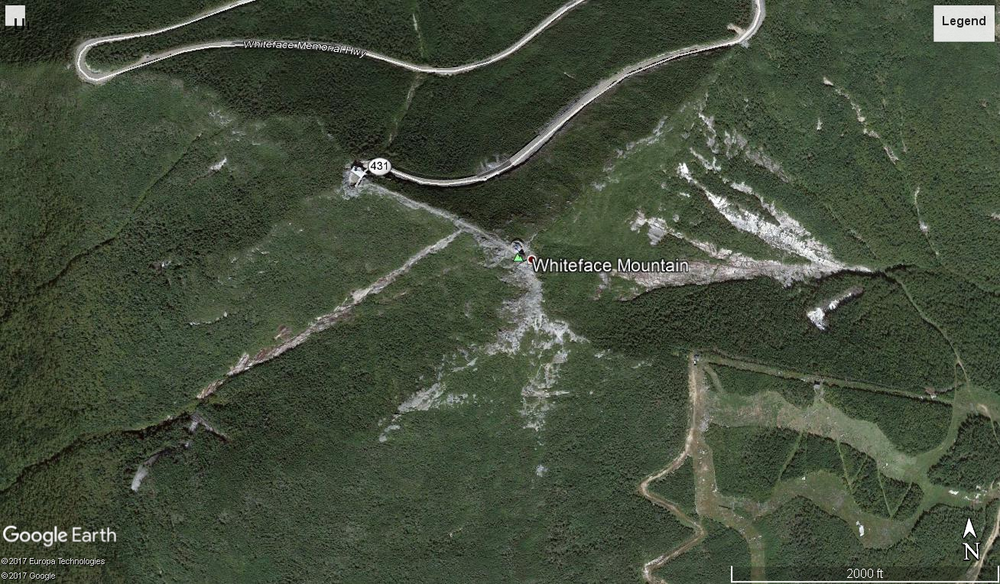 Legend
Whiteface Memorial Hwy
431
Whiteface Mountain
Google Earth
N
©2017 Europa Technologies
©2017 Google
2000 ft